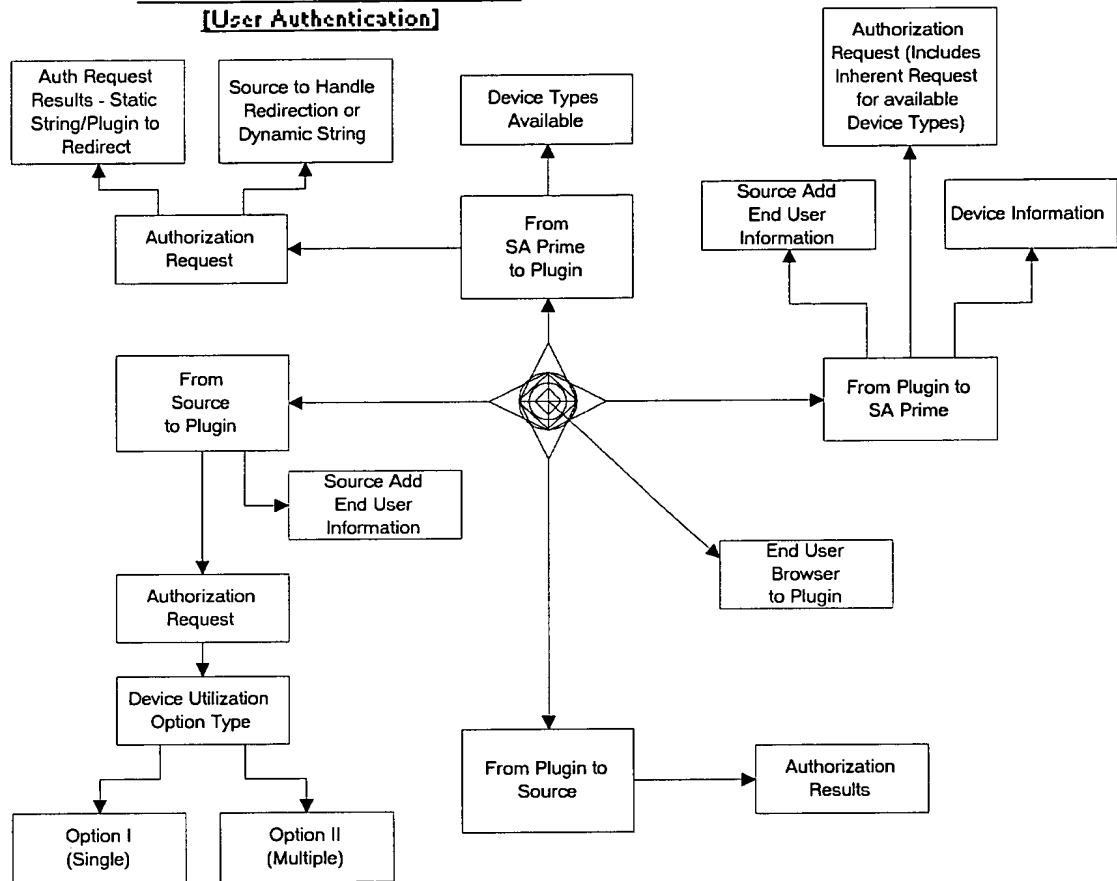 [User Authentication]
Auth Request
Results - Static
String/Plugin to
Redirect
Source to Handle
Redirection or
Dynamic String
Device Types
Available
Authorization
Request (Includes
Inherent Request
for available
Device Types)
Source Add
End User
Information
Device Information
Authorization
Request
From
SA Prime
to Plugin
From
Source
to Plugin
From Plugin to
SA Prime
Source Add
End User
Information
End User
Browser
to Plugin
Authorization
Request
Device Utilization
Option Type
From Plugin to
Source
Authorization
Results
Option I
(Single)
Option II
(Multiple)